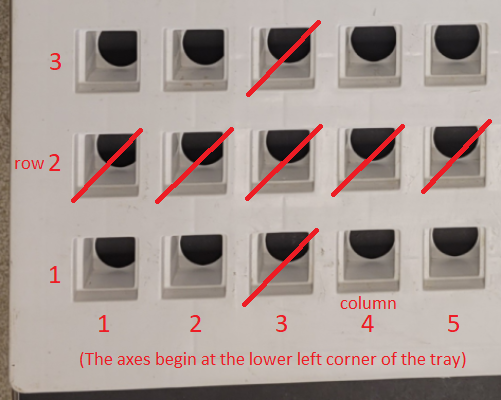 3
row 2
1
column
1 2 3 4 5
(The axes begin at the lower left corner of the tray)